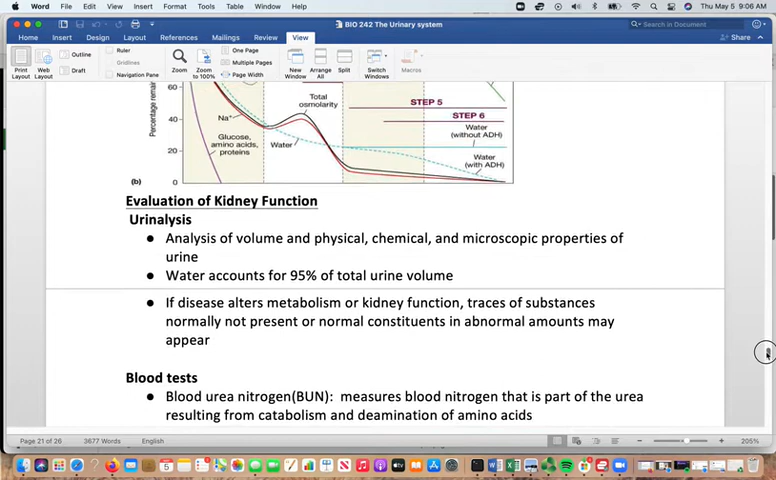 Word File Edit View Insert Format Tools Table Window Help
Thu May 5 9:06 AM
BIO 242 The Urinary system
Search in Document
Home Insert Design Layout References Mailings Review View
Share
Print Layout
Web Layout
Outline
Draft
Ruler
Gridlines
Navigation Pane
Zoom
Zoom to 100%
One Page
Multiple Pages
Page Width
New Window
Arrange All
Split
Switch Windows
Macros
Percentage remai
60
40
20
0
Na+
Glucose,
amino acids,
proteins
Total
osmolarity
Water
STEP 5
STEP 6
Water
(without ADH)
Water
(with ADH)
(b)
Evaluation of Kidney Function
Urinalysis
● Analysis of volume and physical, chemical, and microscopic properties of
urine
● Water accounts for 95% of total urine volume
● If disease alters metabolism or kidney function, traces of substances
normally not present or normal constituents in abnormal amounts may
appear
Blood tests
● Blood urea nitrogen(BUN): measures blood nitrogen that is part of the urea
resulting from catabolism and deamination of amino acids
Page 21 of 26 3677 Words English
205%